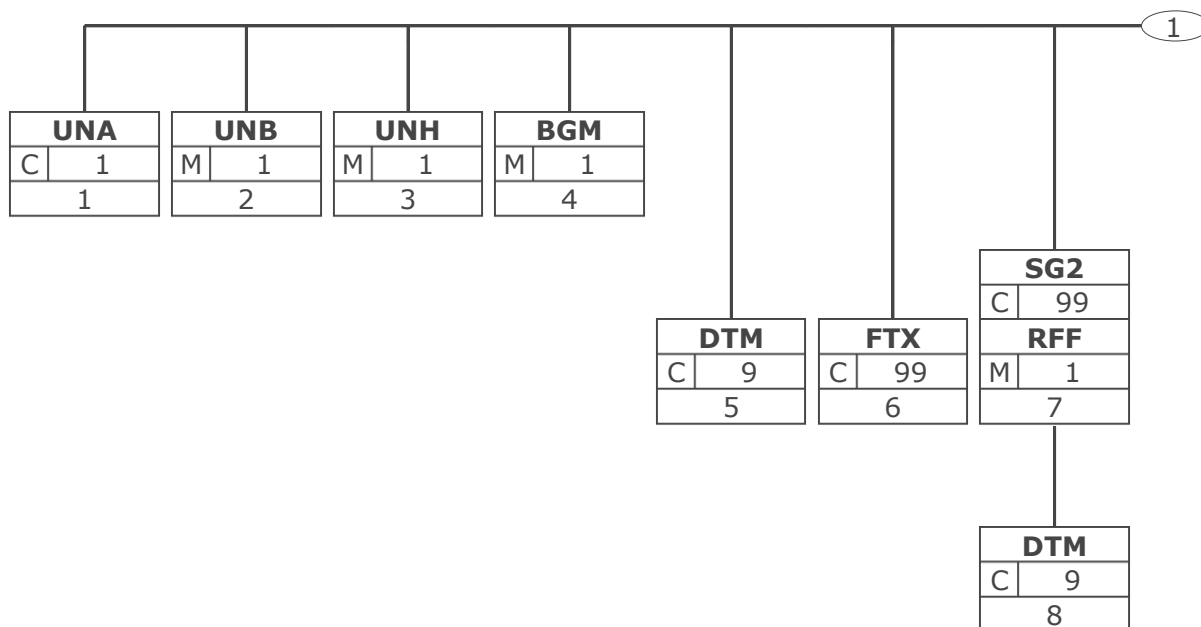 1
UNA UNB UNH BGM
C 1 M 1 M 1 M 1
1 2 3 4
SG2
C 99
DTM FTX RFF
C 9 C 99 M 1
5 6 7
DTM
C 9
8